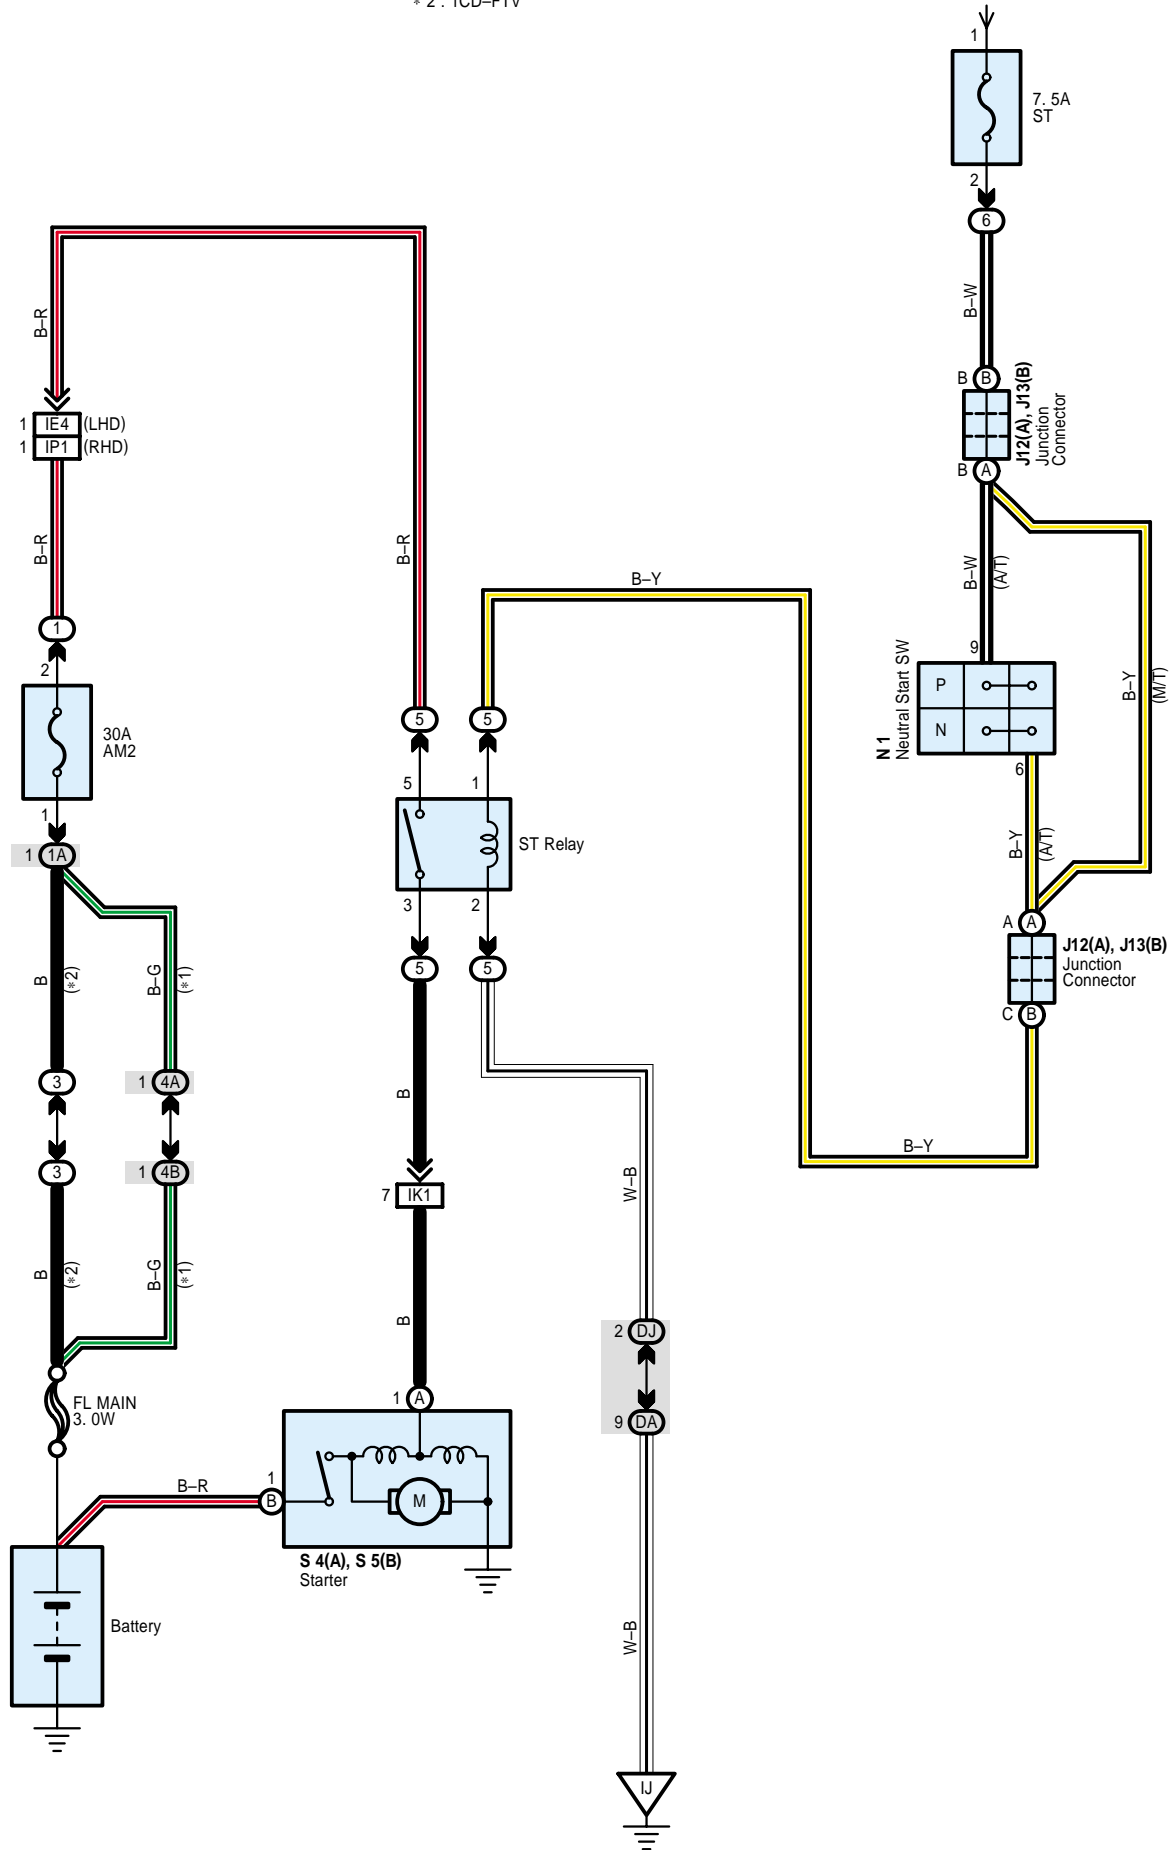 * 2 : 1CD–FTV
1
7. 5A
ST
2
6
B–W
B–R
B B
J12(A), J13(B)
Junction
Connector
B A
1 IE4 (LHD)
1 IP1 (RHD)
B–R
B–R
B–W
(A/T)
B–Y
B–Y
(M/T)
1
2
30A
AM2
1
1 1A
9
P
N
N 1
Neutral Start SW
6
B–Y
(A/T)
5
5
5
1
ST Relay
3
2
5
5
A A
J12(A), J13(B)
Junction
Connector
C B
B
(*2)
B–G
(*1)
3
1 4A
3
1 4B
B
B–Y
W–B
7 IK1
B
(*2)
B–G
(*1)
B
2 DJ
9 DA
FL MAIN
3. 0W
1 A
B–R
1
B
M
S 4(A), S 5(B)
Starter
Battery
W–B
IJ